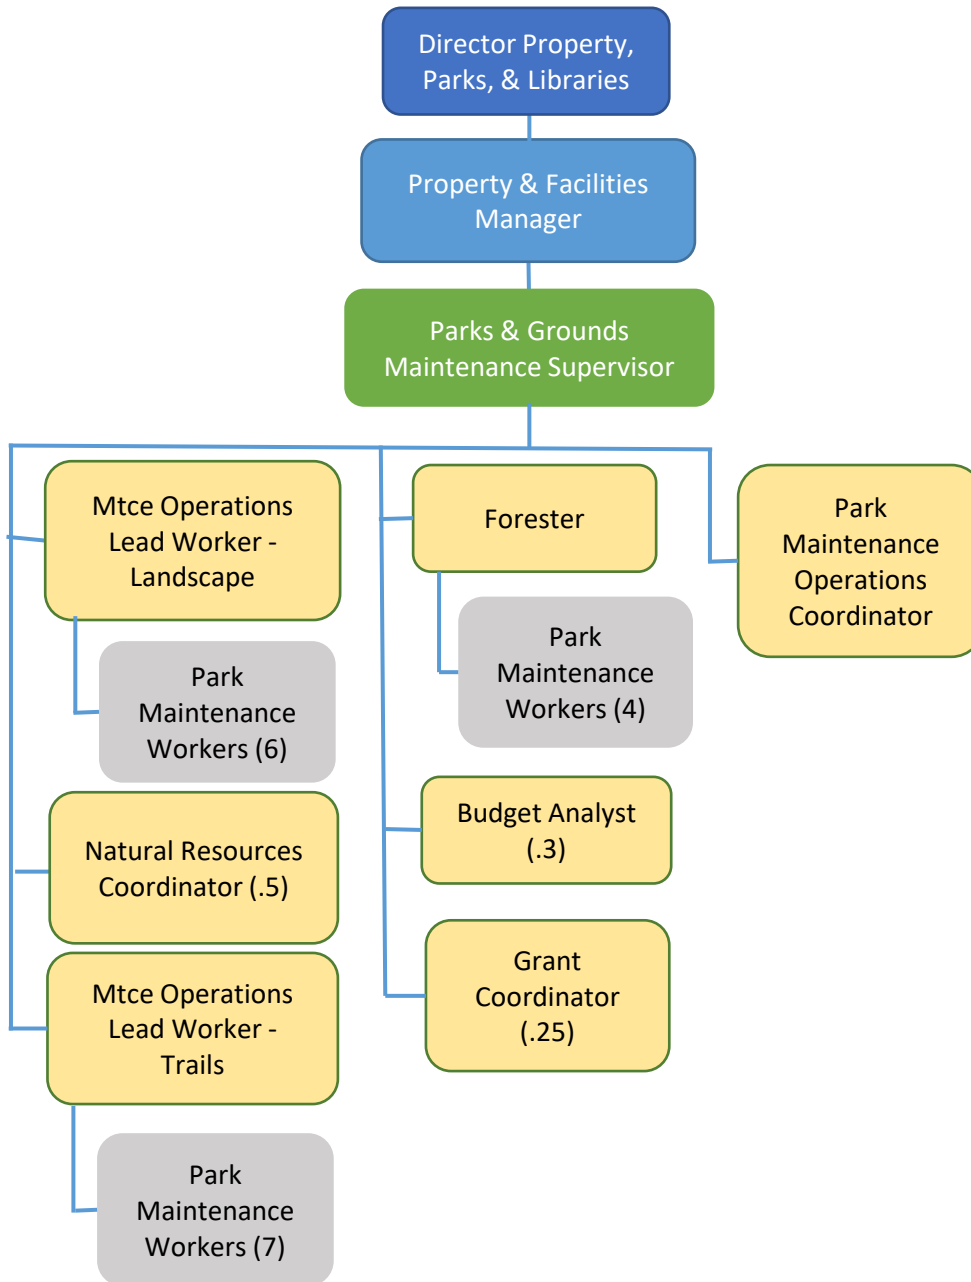 Director Property,
Parks, & Libraries
Property & Facilities
Manager
Parks & Grounds
Maintenance Supervisor
Mtce Operations
Lead Worker -
Landscape
Park
Maintenance
Workers (6)
Natural Resources
Coordinator (.5)
Mtce Operations
Lead Worker -
Trails
Park
Maintenance
Workers (7)
Forester
Park
Maintenance
Workers (4)
Budget Analyst
(.3)
Grant
Coordinator
(.25)
Park
Maintenance
Operations
Coordinator